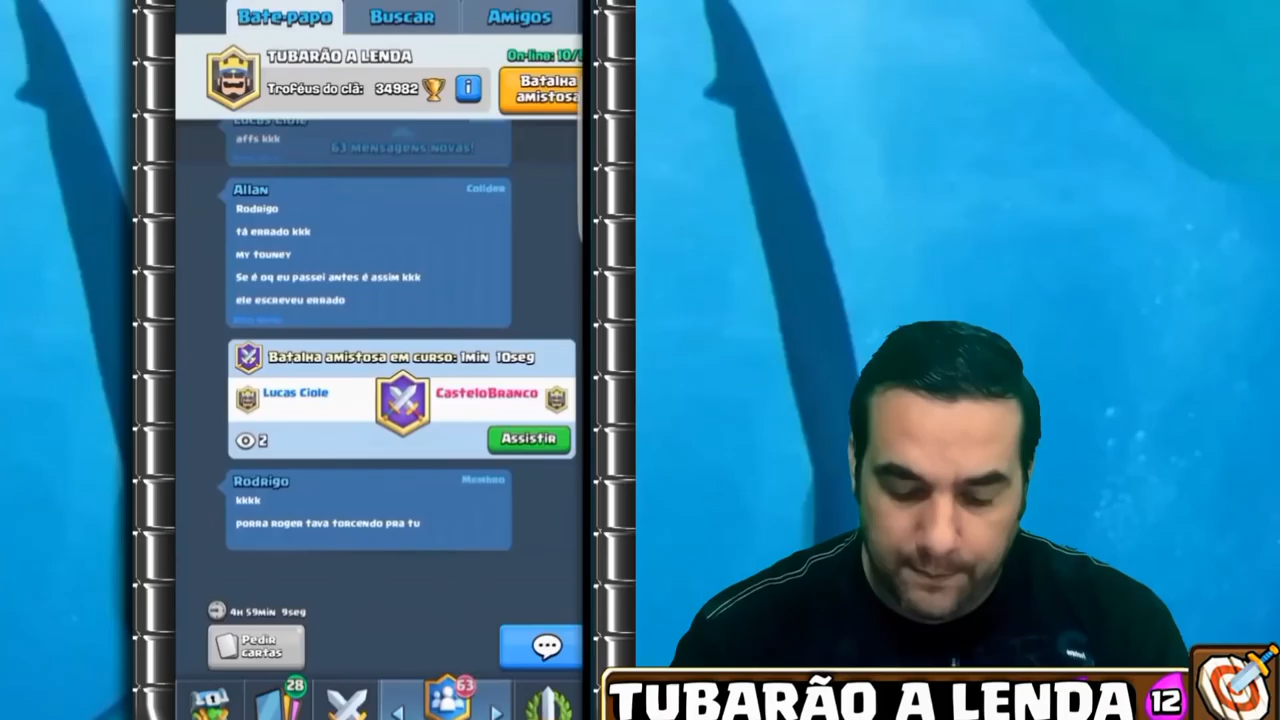 Bate-papo Buscar Amigos
TUBARÃO A LENDA
On-line: 10/
Troféus do clã: 34982
i
Batalha
amistosa
Lucas Ciole
affs kkk
63 mensagens novas!
Allan Colíder
Rodrigo
tá errado kkk
my touney
Se é oq eu passei antes é assim kkk
ele escreveu errado
Batalha amistosa em curso: 1min 10seg
Lucas Ciole CasteloBranco
2 Assistir
Rodrigo Membro
kkkk
porra roger tava torcendo pra tu
4h 59min 9seg
Pedir
cartas
28 63
TUBARÃO A LENDA 12